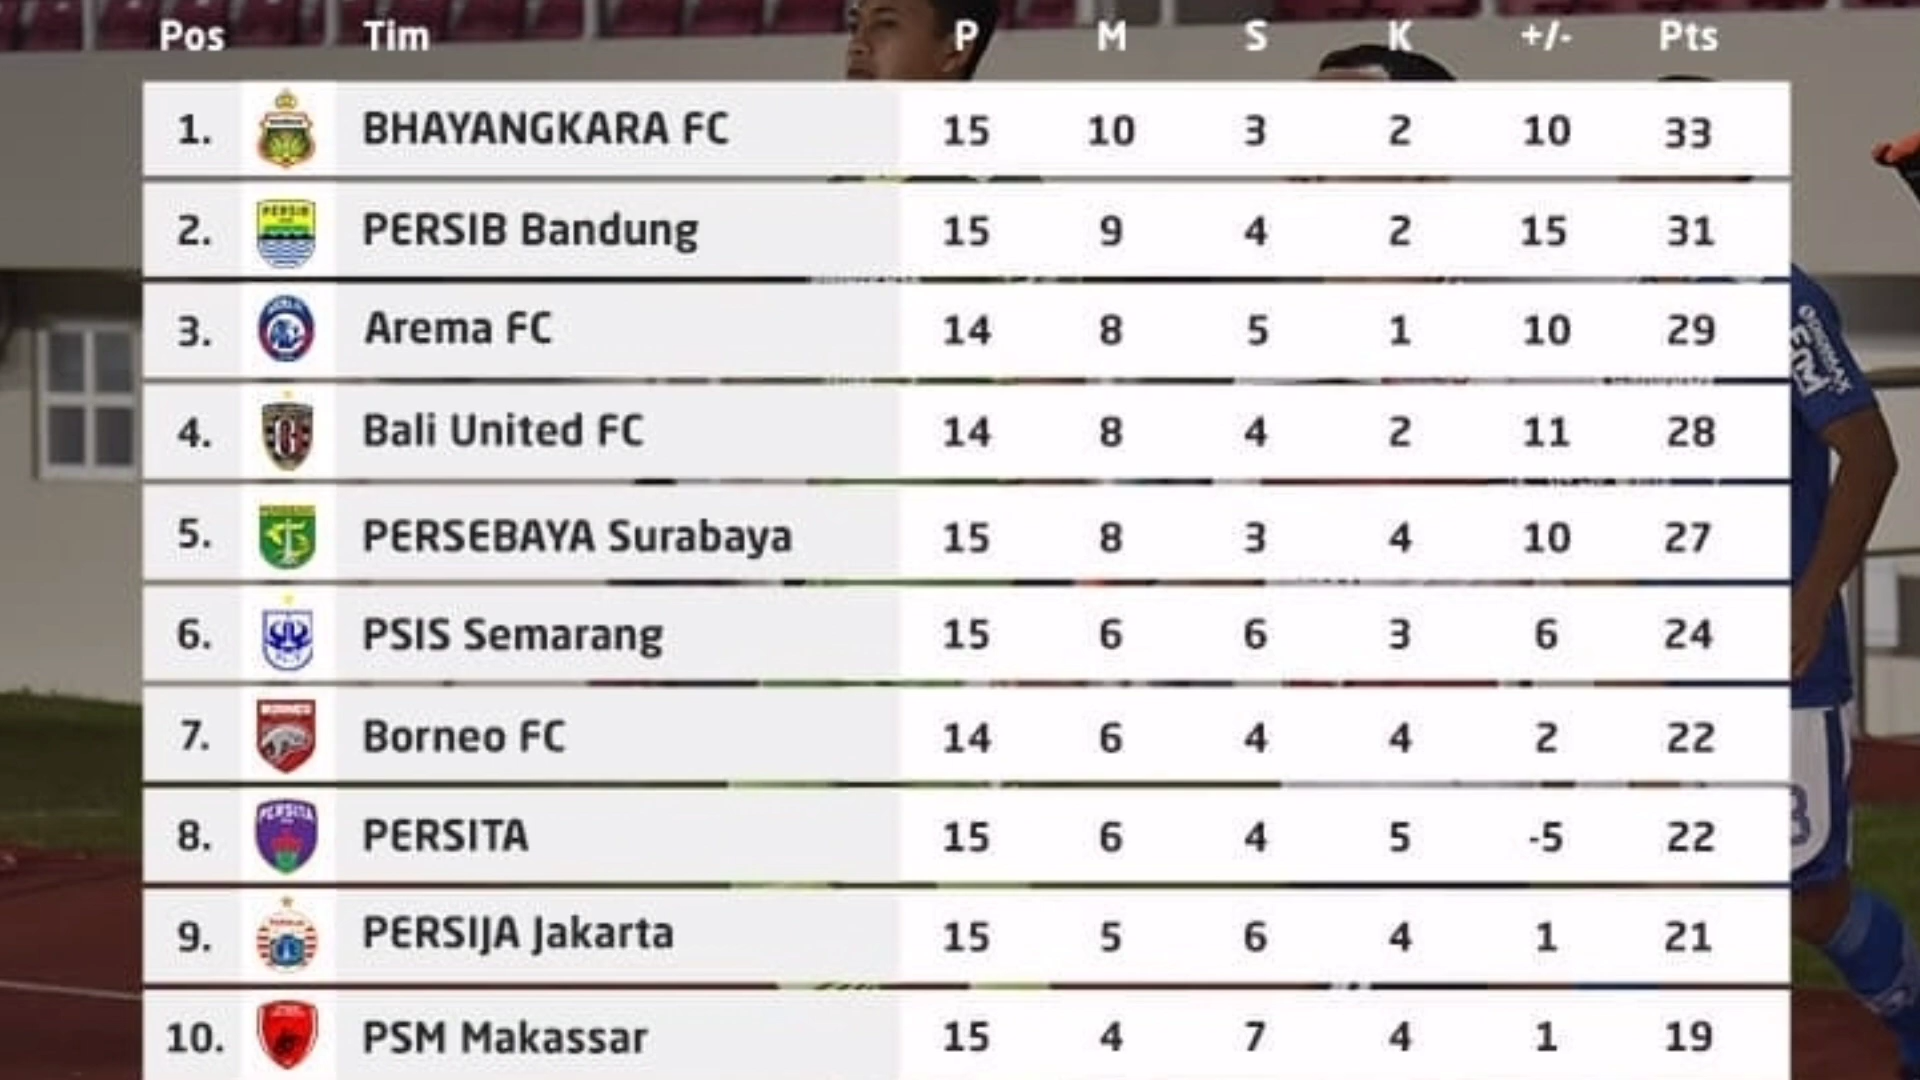 Pos Tim P M S K +/- Pts
1. BHAYANGKARA FC 15 10 3 2 10 33
2. PERSIB Bandung 15 9 4 2 15 31
3. Arema FC 14 8 5 1 10 29
4. Bali United FC 14 8 4 2 11 28
5. PERSEBAYA Surabaya 15 8 3 4 10 27
6. PSIS Semarang 15 6 6 3 6 24
7. Borneo FC 14 6 4 4 2 22
8. PERSITA 15 6 4 5 -5 22
9. PERSIJA Jakarta 15 5 6 4 1 21
10. PSM Makassar 15 4 7 4 1 19